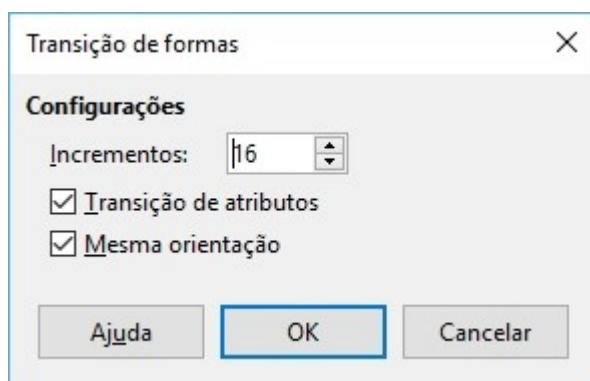 Transição de formas
Configurações
Incrementos: 16
Transição de atributos
Mesma orientação
Ajuda OK Cancelar